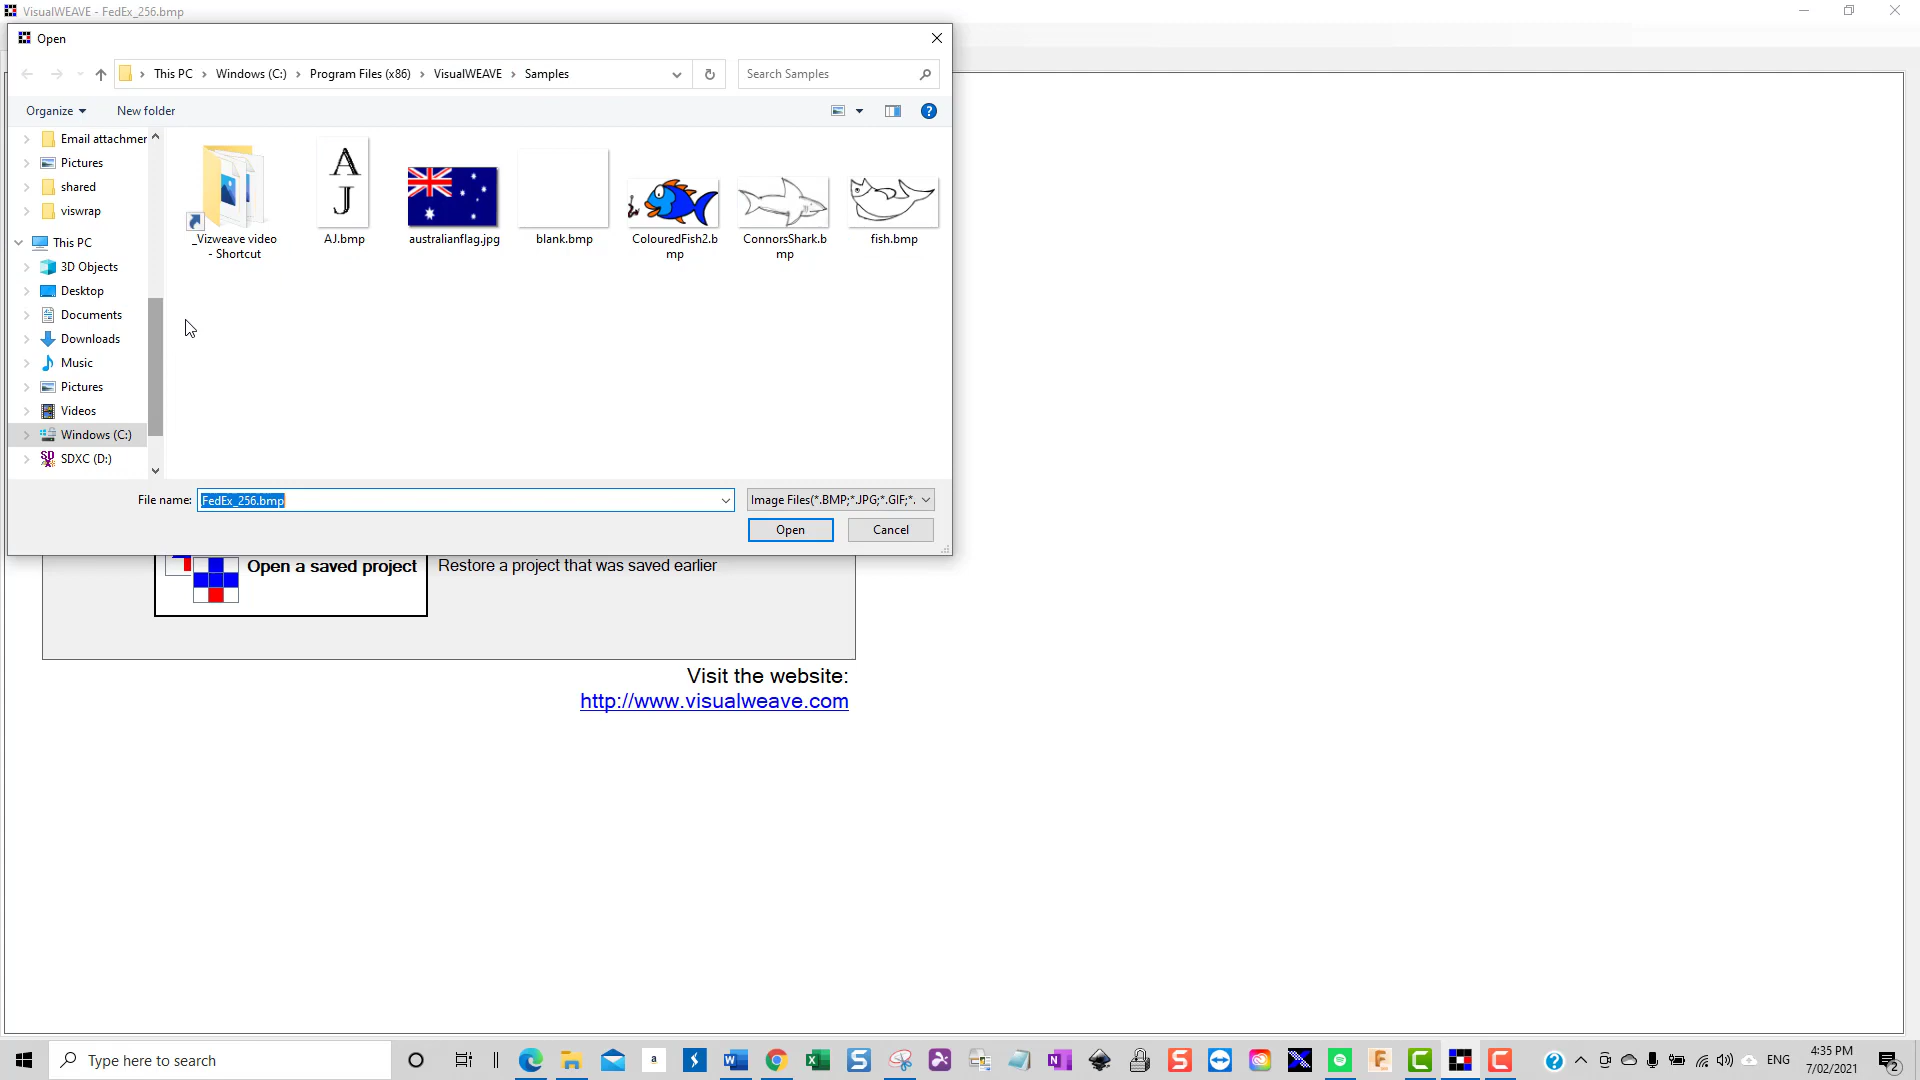 VisualWEAVE - FedEx_256.bmp
Open
This PC
Windows (C:)
Program Files (x86)
VisualWEAVE
Samples
Search Samples
Organize
New folder
Email attachmer
Pictures
shared
viswrap
This PC
3D Objects
Desktop
Documents
Downloads
Music
Pictures
Videos
Windows (C:)
SDXC (D:)
A
J
_Vizweave video
- Shortcut
AJ.bmp
australianflag.jpg
blank.bmp
ColouredFish2.b
mp
ConnorsShark.b
mp
fish.bmp
File name:
FedEx_256.bmp
Image Files(*.BMP;*.JPG;*.GIF;*.
Open
Cancel
Open a saved project
Restore a project that was saved earlier
Visit the website:
http://www.visualweave.com
Type here to search
ENG
4:35 PM
7/02/2021
2